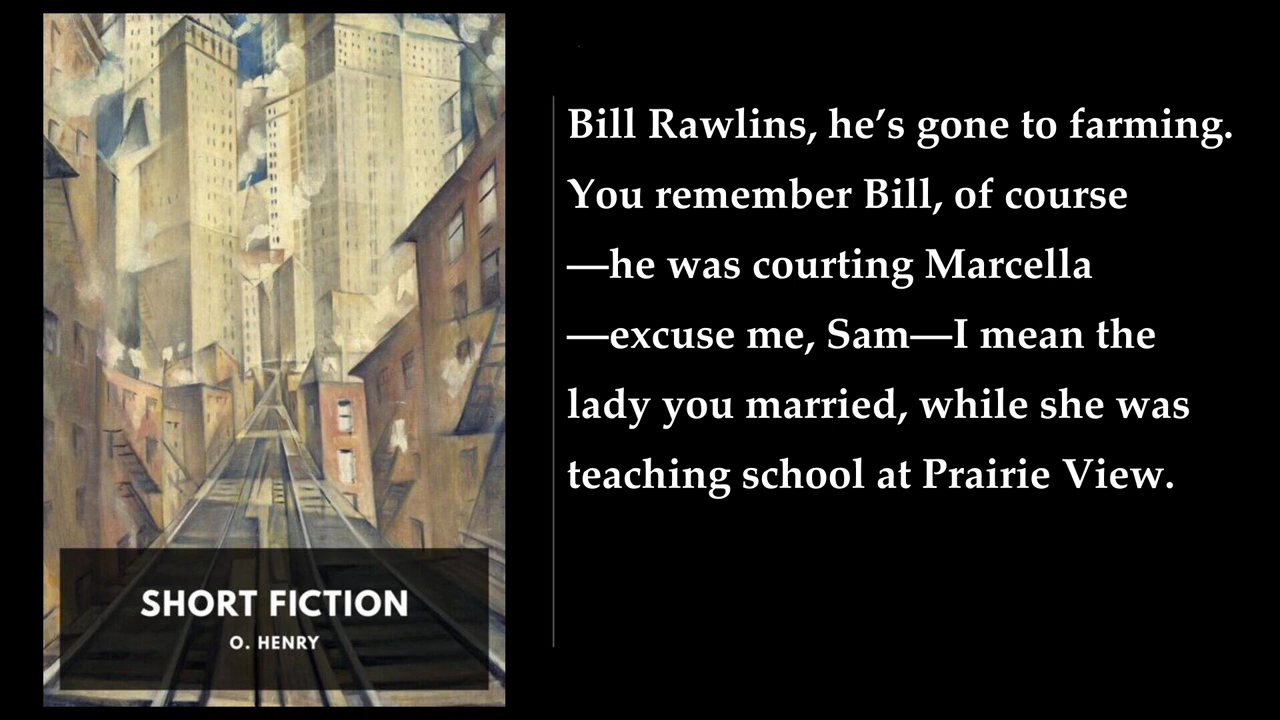 SHORT FICTION
O. HENRY
Bill Rawlins, he’s gone to farming.
You remember Bill, of course
—he was courting Marcella
—excuse me, Sam—I mean the
lady you married, while she was
teaching school at Prairie View.